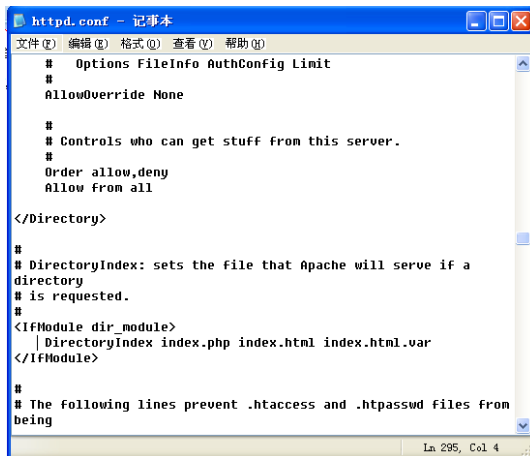 httpd.conf - 记事本
文件(F) 编辑(E) 格式(O) 查看(V) 帮助(H)
#   Options FileInfo AuthConfig Limit
#
AllowOverride None
#
# Controls who can get stuff from this server.
#
Order allow,deny
Allow from all
</Directory>
#
# DirectoryIndex: sets the file that Apache will serve if a
directory
# is requested.
#
<IfModule dir_module>
DirectoryIndex index.php index.html index.html.var
</IfModule>
#
# The following lines prevent .htaccess and .htpasswd files from
being
Ln 295, Col 4